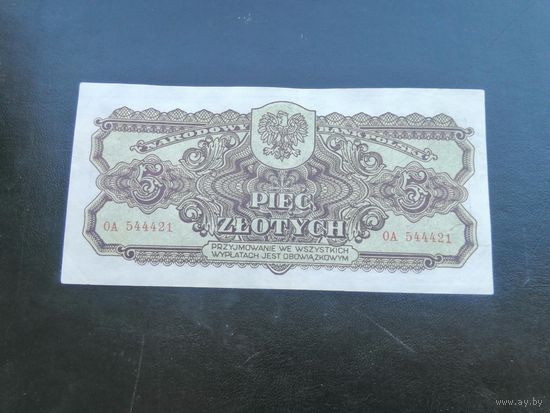 NARODOWY BANK POLSKI
5 5
PIĘĆ
ZŁOTYCH
OA 544421 OA 544421
PRZYJMOWANIE WE WSZYSTKICH
WYPŁATACH JEST OBOWIĄZKOWYM
www.ay.by